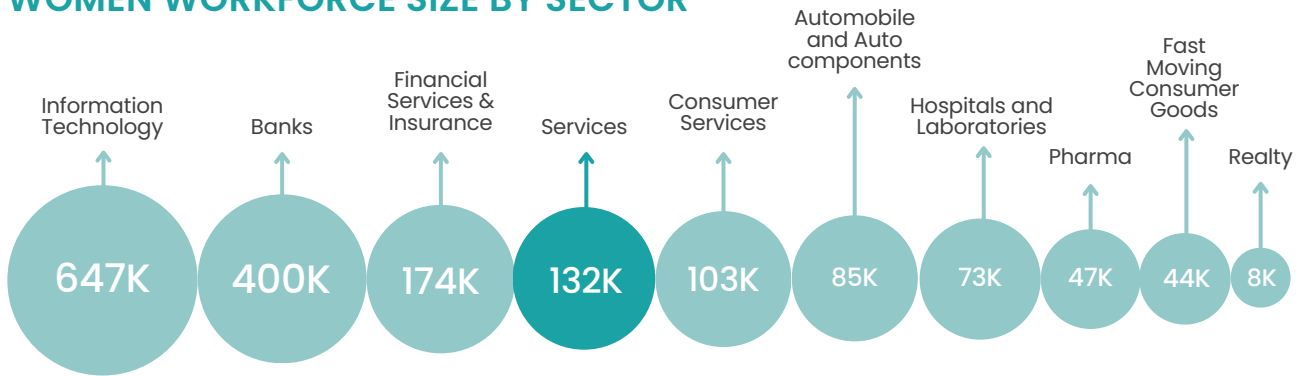 WOMEN WORKFORCE SIZE BY SECTOR
Information
Technology
Banks
Financial
Services &
Insurance
Services
Consumer
Services
Automobile
and Auto
components
Hospitals and
Laboratories
Pharma
Fast
Moving
Consumer
Goods
Realty
647K
400K
174K
132K
103K
85K
73K
47K
44K
8K